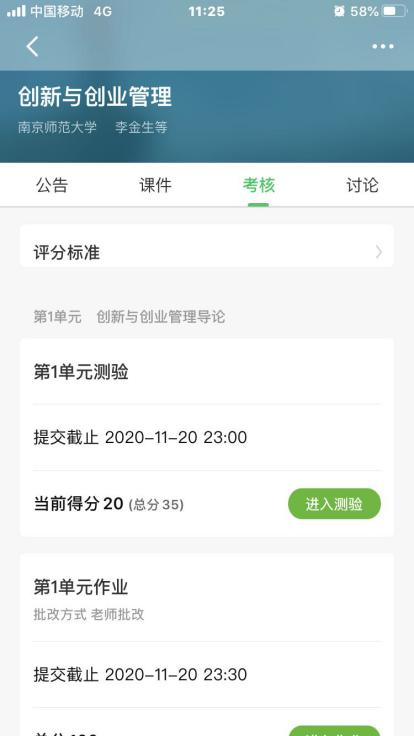 中国移动 4G 11:25 58%
创新与创业管理
南京师范大学 李金生等
公告 课件 考核 讨论
评分标准
第1单元 创新与创业管理导论
第1单元测验
提交截止 2020-11-20 23:00
当前得分 20 (总分 35) 进入测验
第1单元作业
批改方式 老师批改
提交截止 2020-11-20 23:30